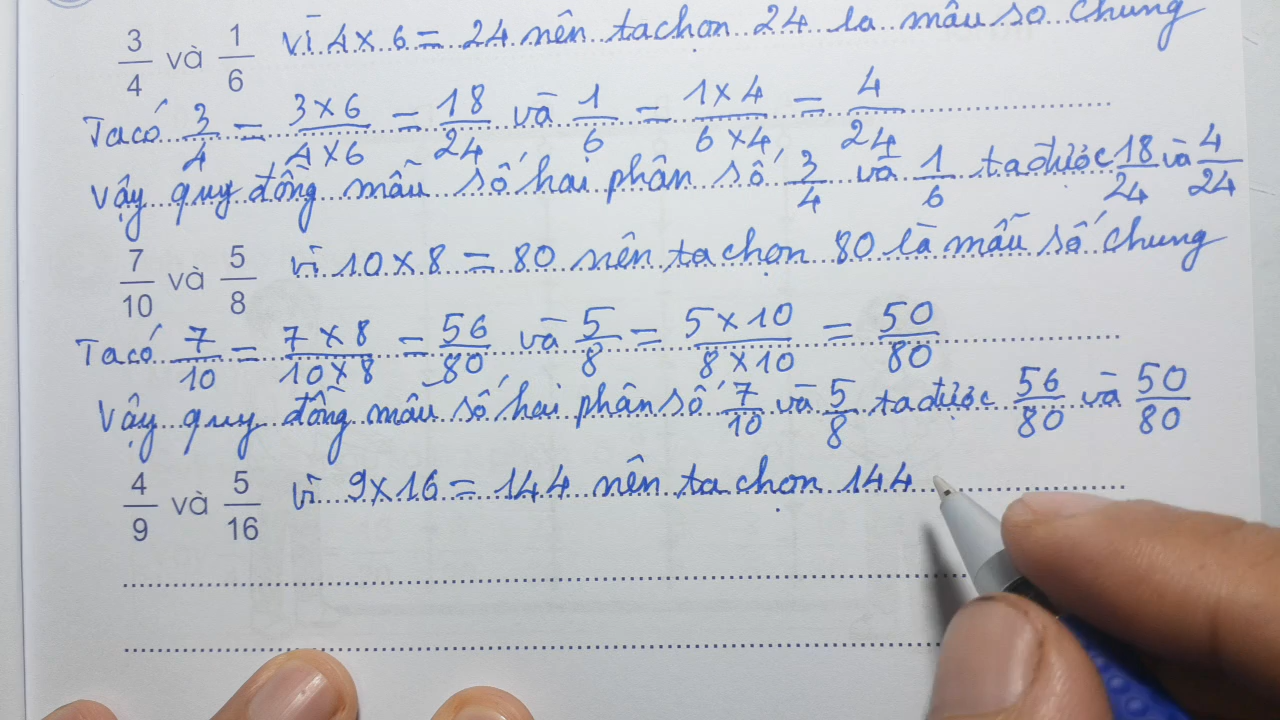 3/4 và 1/6 vì 4 x 6 = 24 nên ta chọn 24 là mẫu số chung
Ta có 3/4 = 3 x 6/4 x 6 = 18/24 và 1/6 = 1 x 4/6 x 4 = 4/24
Vậy quy đồng mẫu số hai phân số 3/4 và 1/6 ta được 18/24 và 4/24
7/10 và 5/8 vì 10 x 8 = 80 nên ta chọn 80 là mẫu số chung
Ta có 7/10 = 7 x 8/10 x 8 = 56/80 và 5/8 = 5 x 10/8 x 10 = 50/80
Vậy quy đồng mẫu số hai phân số 7/10 và 5/8 ta được 56/80 và 50/80
4/9 và 5/16 vì 9 x 16 = 144 nên ta chọn 144